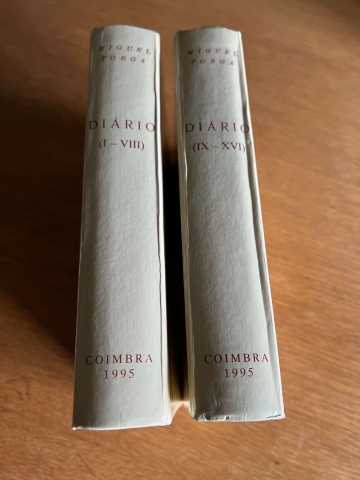 MIGUEL
TORGA
DIÁRIO
(I – VIII)
COIMBRA
1995
MIGUEL
TORGA
DIÁRIO
(IX – XVI)
COIMBRA
1995